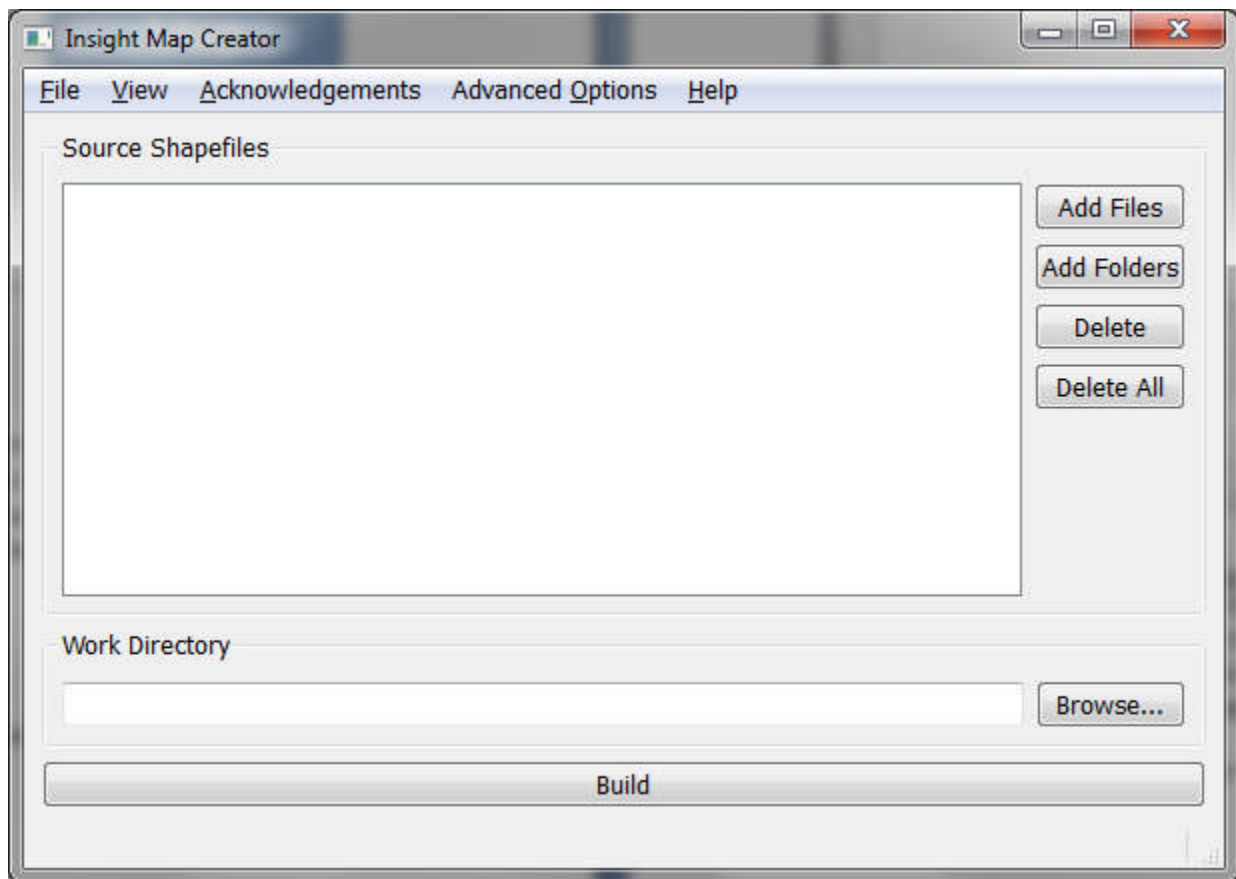 Insight Map Creator
File View Acknowledgements Advanced Options Help
Source Shapefiles
Add Files
Add Folders
Delete
Delete All
Work Directory
Browse...
Build